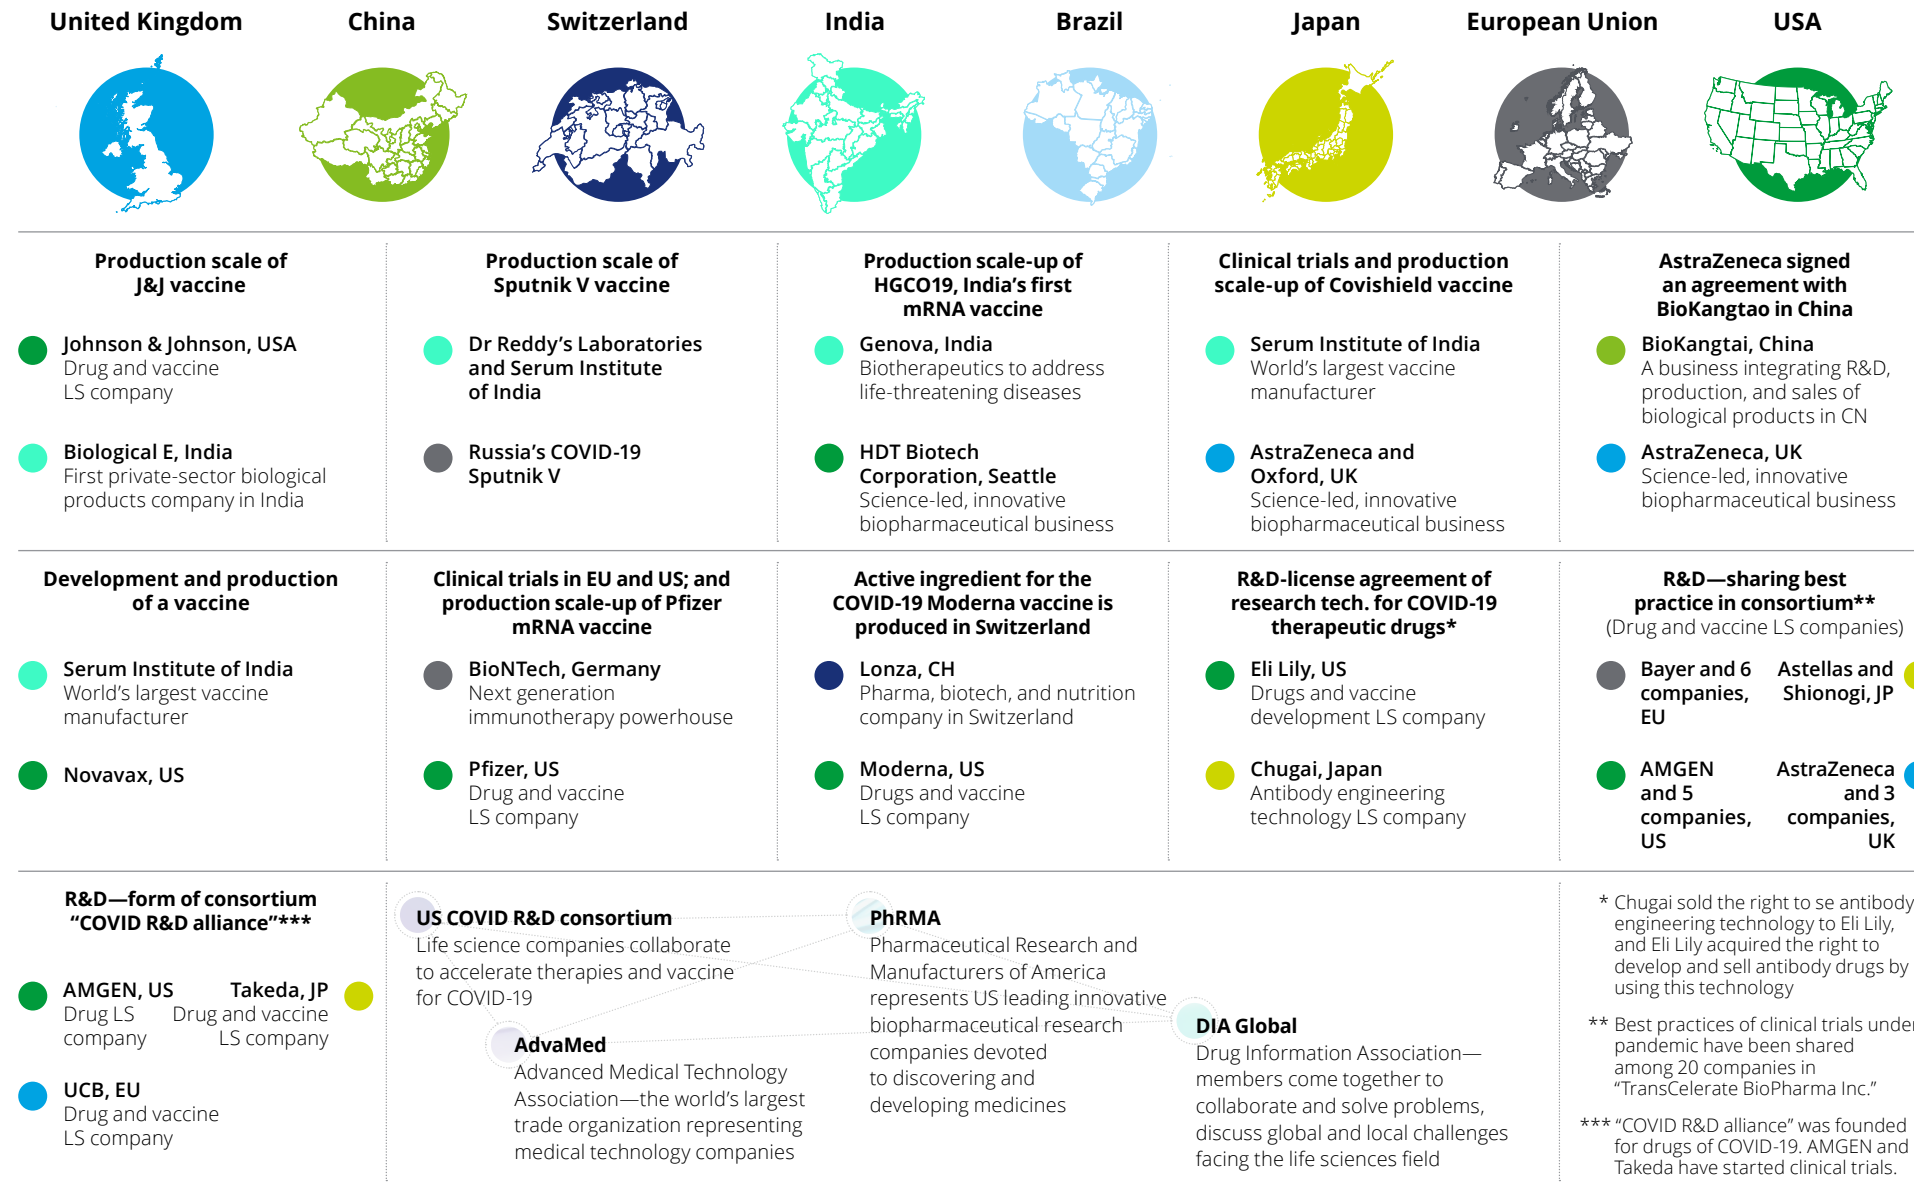 United Kingdom
China
Switzerland
India
Brazil
Japan
European Union
USA
Production scale of
J&J vaccine
Johnson & Johnson, USA
Drug and vaccine
LS company
Biological E, India
First private-sector biological
products company in India
Production scale of
Sputnik V vaccine
Dr Reddy's Laboratories
and Serum Institute
of India
Russia's COVID-19
Sputnik V
Production scale-up of
HGCO19, India's first
mRNA vaccine
Genova, India
Biotherapeutics to address
life-threatening diseases
HDT Biotech
Corporation, Seattle
Science-led, innovative
biopharmaceutical business
Clinical trials and production
scale-up of Covishield vaccine
Serum Institute of India
World's largest vaccine
manufacturer
AstraZeneca and
Oxford, UK
Science-led, innovative
biopharmaceutical business
AstraZeneca signed
an agreement with
BioKangtao in China
BioKangtai, China
A business integrating R&D,
production, and sales of
biological products in CN
AstraZeneca, UK
Science-led, innovative
biopharmaceutical business
Development and production
of a vaccine
Serum Institute of India
World's largest vaccine
manufacturer
Novavax, US
Clinical trials in EU and US; and
production scale-up of Pfizer
mRNA vaccine
BioNTech, Germany
Next generation
immunotherapy powerhouse
Pfizer, US
Drug and vaccine
LS company
Active ingredient for the
COVID-19 Moderna vaccine is
produced in Switzerland
Lonza, CH
Pharma, biotech, and nutrition
company in Switzerland
Moderna, US
Drugs and vaccine
LS company
R&D-license agreement of
research tech. for COVID-19
therapeutic drugs*
Eli Lily, US
Drugs and vaccine
development LS company
Chugai, Japan
Antibody engineering
technology LS company
R&D—sharing best
practice in consortium**
(Drug and vaccine LS companies)
Bayer and 6
companies,
EU
Astellas and
Shionogi, JP
AMGEN
and 5
companies,
US
AstraZeneca
and 3
companies,
UK
R&D—form of consortium
“COVID R&D alliance”***
AMGEN, US
Drug LS
company
Takeda, JP
Drug and vaccine
LS company
UCB, EU
Drug and vaccine
LS company
US COVID R&D consortium
Life science companies collaborate
to accelerate therapies and vaccine
for COVID-19
AdvaMed
Advanced Medical Technology
Association—the world's largest
trade organization representing
medical technology companies
PhRMA
Pharmaceutical Research and
Manufacturers of America
represents US leading innovative
biopharmaceutical research
companies devoted
to discovering and
developing medicines
DIA Global
Drug Information Association—
members come together to
collaborate and solve problems,
discuss global and local challenges
facing the life sciences field
* Chugai sold the right to se antibody
engineering technology to Eli Lily,
and Eli Lily acquired the right to
develop and sell antibody drugs by
using this technology
** Best practices of clinical trials under
pandemic have been shared
among 20 companies in
“TransCelerate BioPharma Inc.”
*** “COVID R&D alliance” was founded
for drugs of COVID-19. AMGEN and
Takeda have started clinical trials.